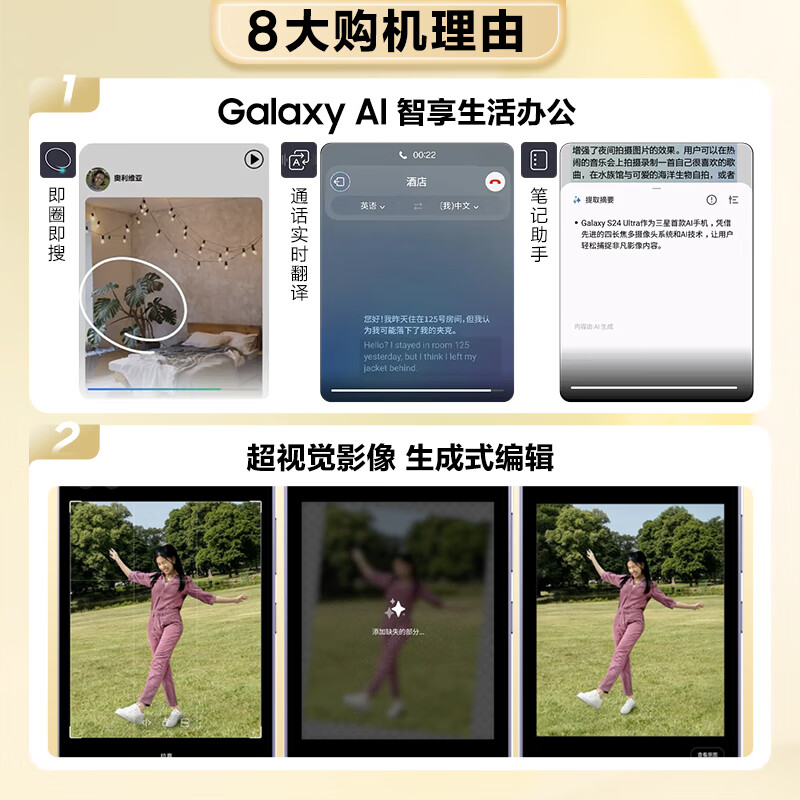 8大购机理由
1
Galaxy AI 智享生活办公
即圈即搜
奥利维亚
通话实时翻译
00:22
酒店
英语
(我)中文
您好!我昨天住在125号房间,但我认
为我可能落下了我的夹克。
Hello? I stayed in room 125
yesterday, but I think I left my
jacket behind.
笔记助手
增强了夜间拍摄图片的效果。用户可以在热
闹的音乐会上拍摄录制一首自己很喜欢的歌
曲，在水族馆与可爱的海洋生物自拍，或者
提取摘要
• Galaxy S24 Ultra作为三星首款AI手机，凭借
先进的四长焦多摄像头系统和AI技术，让用户
轻松捕捉非凡影像内容。
内容由 AI 生成
2
超视觉影像 生成式编辑
添加缺失的部分...
查看原图